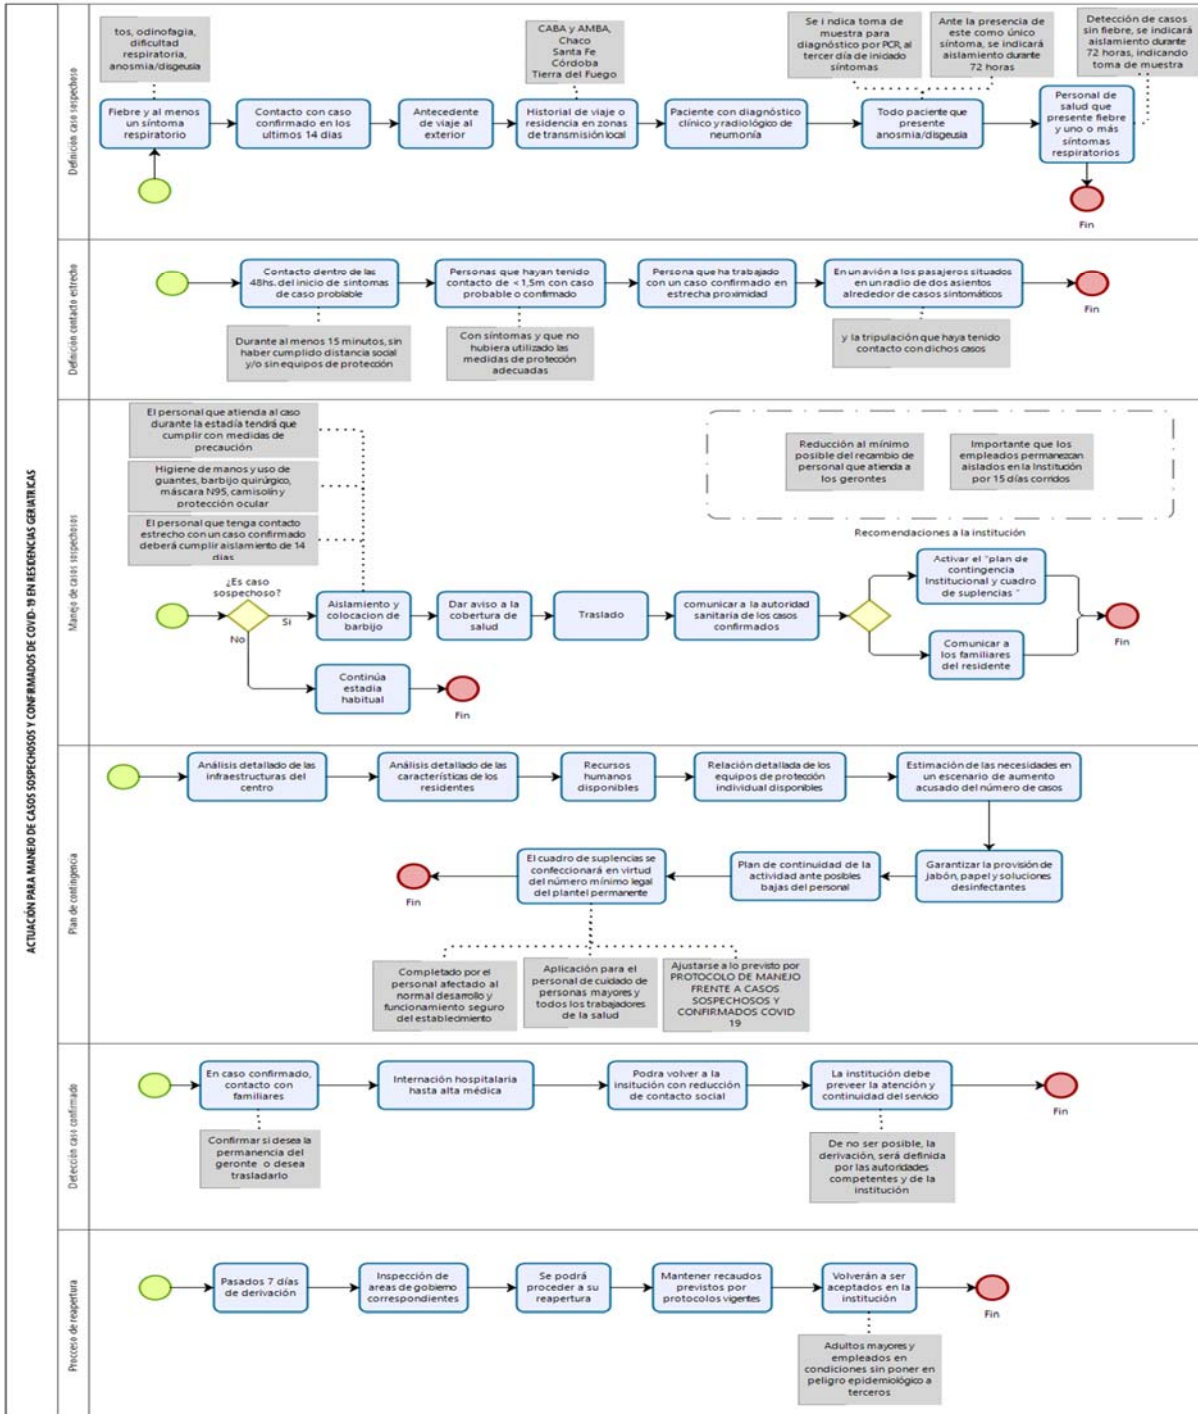 ACTUACIÓN PARA MANEJO DE CASOS SOSPECHOSOS Y CONFIRMADOS DE COVID-19 EN RESIDENCIAS GERIATRICAS
Definición caso sospechoso
tos, odinofagia,
dificultad
respiratoria,
anosmia/disgeusia
CABA y AMBA,
Chaco
Santa Fe
Córdoba
Tierra del Fuego
Se i ndica toma de
muestra para
diagnóstico por PCR, al
tercer día de iniciado
síntomas
Ante la presencia de
este como único
síntoma, se indicará
aislamiento durante
72 horas
Detección de casos
sin fiebre, se indicará
aislamiento durante
72 horas, indicando
toma de muestra
Fiebre y al menos
un síntoma
respiratorio
Contacto con caso
confirmado en los
ultimos 14 dias
Antecedente
de viaje al
exterior
Historial de viaje o
residencia en zonas
de transmisión local
Paciente con diagnóstico
clínico y radiológico de
neumonía
Todo paciente que
presente
anosmia/disgeusia
Personal de
salud que
presente fiebre
y uno o más
síntomas
respiratorios
Fin
Definición contacto estrecho
Contacto dentro de las
48hs. del inicio de sintomas
de caso problable
Personas que hayan tenido
contacto de <1,5m con caso
probable o confirmado
Persona que ha trabajado
con un caso confirmado en
estrecha proximidad
En un avión a los pasajeros situados
en un radio de dos asientos
alrededor de casos sintomáticos
Fin
Durante al menos 15 minutos, sin
haber cumplido distancia social
y/o sin equipos de protección
Con síntomas y que no
hubiera utilizado las
medidas de protección
adecuadas
y la tripulación que haya tenido
contacto con dichos casos
Manejo de casos sospechosos
El personal que atienda al caso
durante la estadía tendrá que
cumplir con medidas de
precaución
Higiene de manos y uso de
guantes, barbijo quirúrgico,
máscara N95, camisolín y
protección ocular
El personal que tenga contacto
estrecho con un caso confirmado
deberá cumplir aislamiento de 14
dias
Reducción al mínimo
posible del recambio de
personal que atienda a
los gerontes
Importante que los
empleados permanezcan
aislados en la Institución
por 15 días corridos
Recomendaciones a la institución
¿Es caso
sospechoso?
Si
No
Aislamiento y
colocacion de
barbijo
Dar aviso a la
cobertura de
salud
Traslado
comunicar a la autoridad
sanitaria de los casos
confirmados
Activar el "plan de
contingencia
Institucional y cuadro
de suplencias "
Comunicar a
los familiares
del residente
Fin
Continúa
estadia
habitual
Fin
Plan de contingencia
Análisis detallado de las
infraestructuras del
centro
Análisis detallado de las
características de los
residentes
Recursos
humanos
disponibles
Relación detallada de los
equipos de protección
individual disponibles
Estimación de las necesidades en
un escenario de aumento
acusado del número de casos
Garantizar la provisión de
jabón, papel y soluciones
desinfectantes
Plan de continuidad de la
actividad ante posibles
bajas del personal
El cuadro de suplencias se
confeccionará en virtud
del número mínimo legal
del plantel permanente
Fin
Completado por el
personal afectado al
normal desarrollo y
funcionamiento seguro
del establecimiento
Aplicación para el
personal de cuidado de
personas mayores y
todos los trabajadores
de la salud
Ajustarse a lo previsto por
PROTOCOLO DE MANEJO
FRENTE A CASOS
SOSPECHOSOS Y
CONFIRMADOS COVID
19
Detección caso confirmado
En caso confirmado,
contacto con
familiares
Internación hospitalaria
hasta alta médica
Podra volver a la
insitución con reducción
de contacto social
La institución debe
preveer la atención y
continuidad del servicio
Fin
Confirmar si desea la
permanencia del
geronte o desea
trasladarlo
De no ser posible, la
derivación, será definida
por las autoridades
competentes y de la
institución
Procceso de reapertura
Pasados 7 días
de derivación
Inspección de
areas de gobierno
correspondientes
Se podrá
proceder a su
reapertura
Mantener recaudos
previstos por
protocolos vigentes
Volverán a ser
aceptados en la
institución
Fin
Adultos mayores y
empleados en
condiciones sin poner en
peligro epidemiológico a
terceros